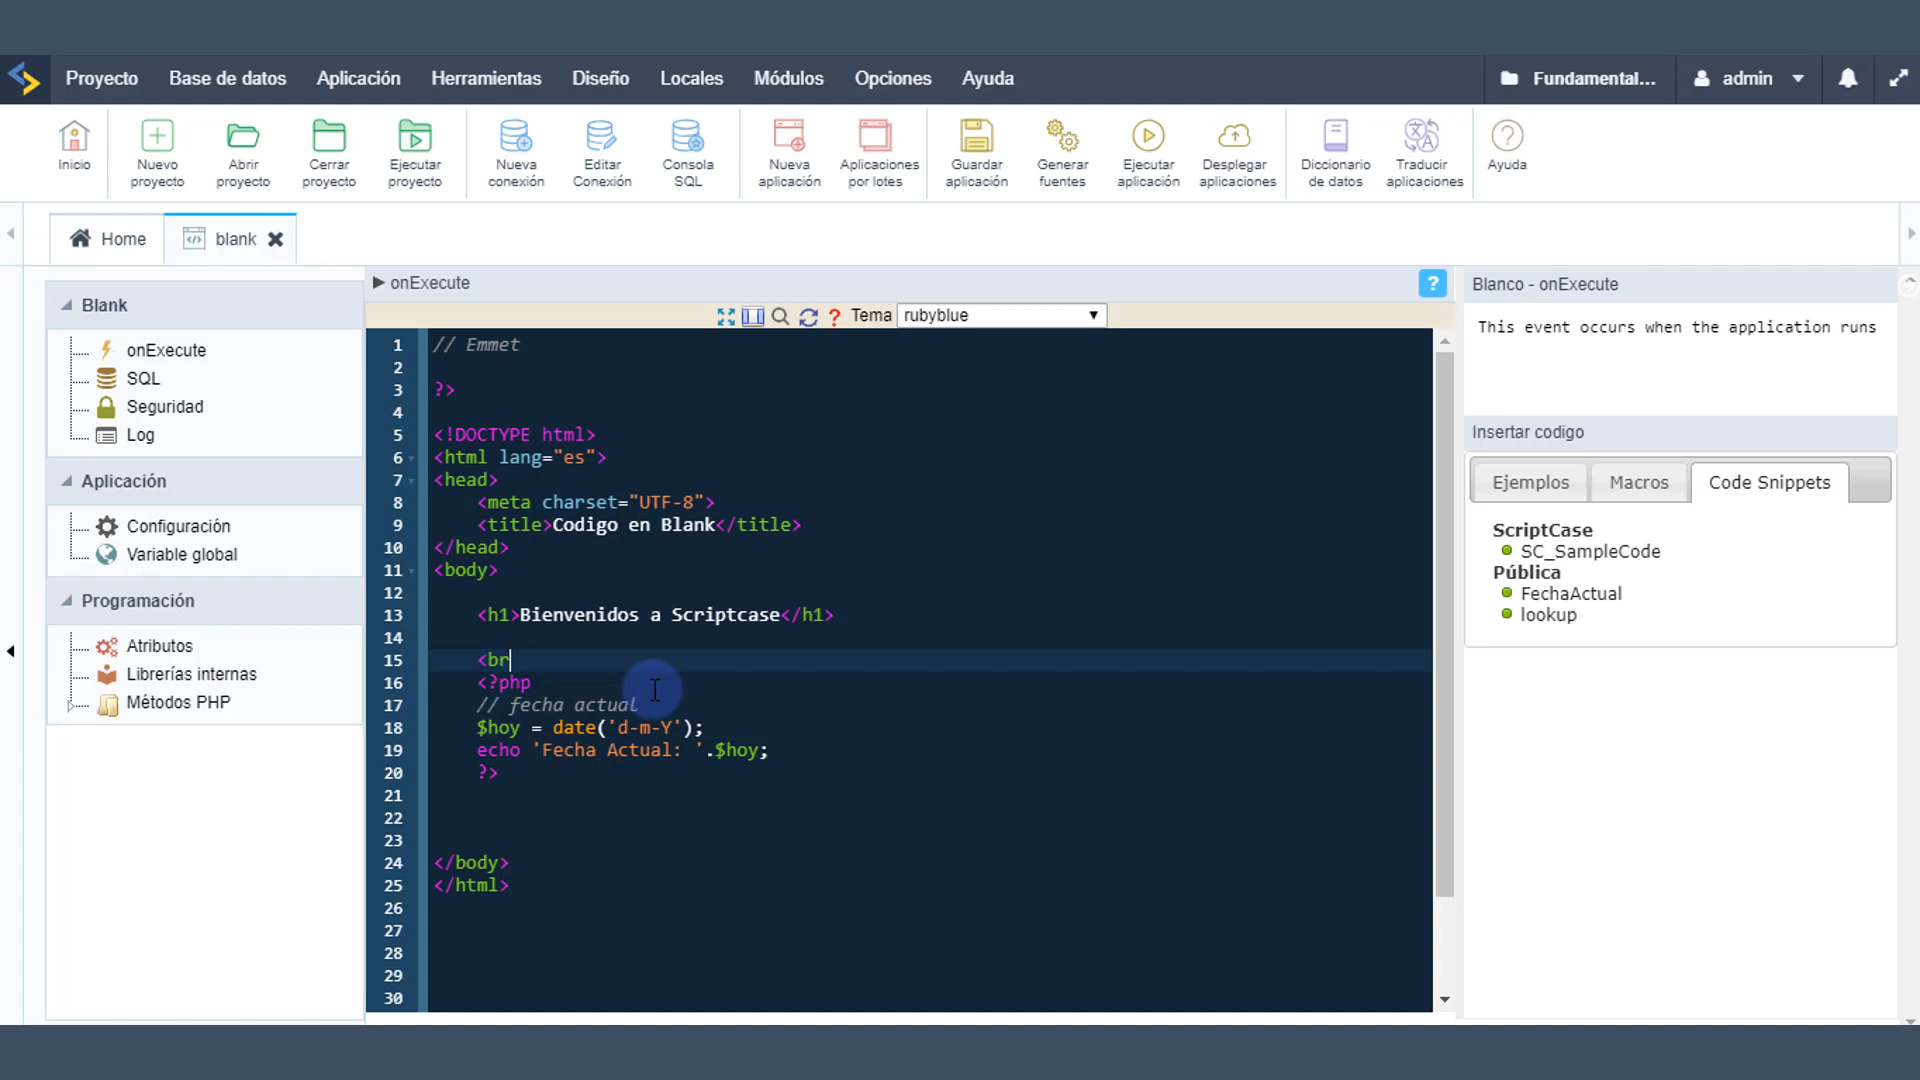 Proyecto Base de datos Aplicación Herramientas Diseño Locales Módulos Opciones Ayuda Fundamental... admin
Inicio
Nuevo proyecto
Abrir proyecto
Cerrar proyecto
Ejecutar proyecto
Nueva conexión
Editar Conexión
Consola SQL
Nueva aplicación
Aplicaciones por lotes
Guardar aplicación
Generar fuentes
Ejecutar aplicación
Desplegar aplicaciones
Diccionario de datos
Traducir aplicaciones
Ayuda
Home
blank
Blank
onExecute
SQL
Seguridad
Log
Aplicación
Configuración
Variable global
Programación
Atributos
Librerías internas
Métodos PHP
onExecute
?
? Tema rubyblue
1 // Emmet
2
3 ?>
4
5 <!DOCTYPE html>
6 <html lang="es">
7 <head>
8 <meta charset="UTF-8">
9 <title>Codigo en Blank</title>
10 </head>
11 <body>
12
13 <h1>Bienvenidos a Scriptcase</h1>
14
15 <br
16 <?php
17 // fecha actual
18 $hoy = date('d-m-Y');
19 echo 'Fecha Actual: '.$hoy;
20 ?>
21
22
23
24 </body>
25 </html>
26
27
28
29
30
Blanco - onExecute
This event occurs when the application runs
Insertar codigo
Ejemplos Macros Code Snippets
ScriptCase
SC_SampleCode
Pública
FechaActual
lookup